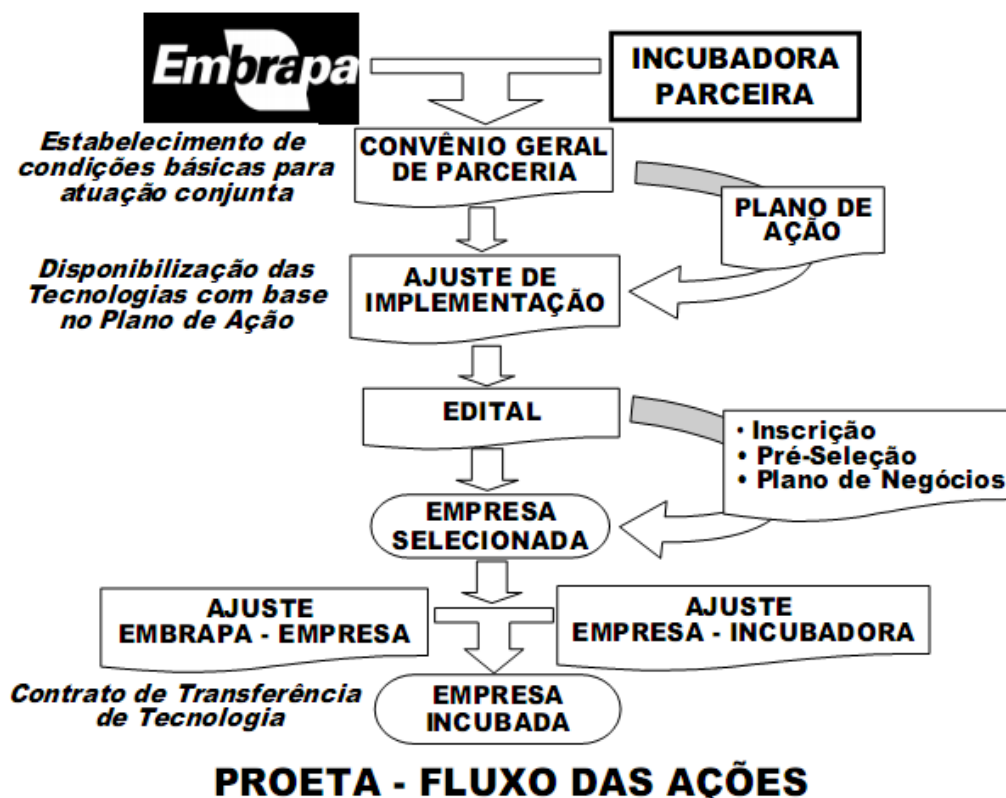 Embrapa
INCUBADORA
PARCEIRA
Estabelecimento de
condições básicas para
atuação conjunta
CONVÊNIO GERAL
DE PARCERIA
PLANO DE
AÇÃO
Disponibilização das
Tecnologias com base
no Plano de Ação
AJUSTE DE
IMPLEMENTAÇÃO
EDITAL
• Inscrição
• Pré-Seleção
• Plano de Negócios
EMPRESA
SELECIONADA
AJUSTE
EMBRAPA - EMPRESA
AJUSTE
EMPRESA - INCUBADORA
Contrato de Transferência
de Tecnologia
EMPRESA
INCUBADA
PROETA - FLUXO DAS AÇÕES